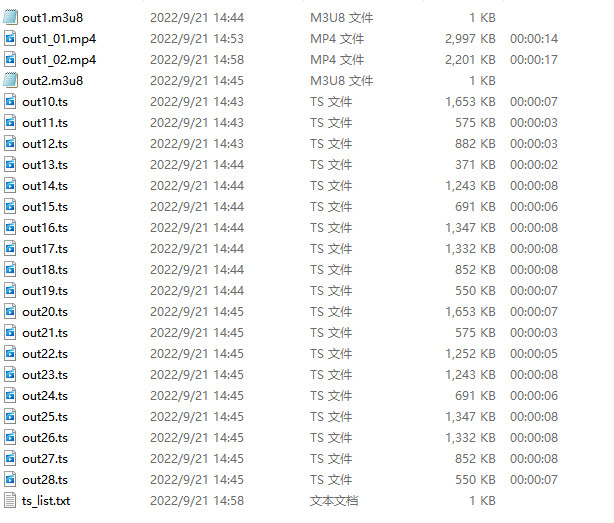 out1.m3u8 2022/9/21 14:44 M3U8 文件 1 KB
out1_01.mp4 2022/9/21 14:53 MP4 文件 2,997 KB 00:00:14
out1_02.mp4 2022/9/21 14:58 MP4 文件 2,201 KB 00:00:17
out2.m3u8 2022/9/21 14:45 M3U8 文件 1 KB
out10.ts 2022/9/21 14:43 TS 文件 1,653 KB 00:00:07
out11.ts 2022/9/21 14:43 TS 文件 575 KB 00:00:03
out12.ts 2022/9/21 14:43 TS 文件 882 KB 00:00:03
out13.ts 2022/9/21 14:44 TS 文件 371 KB 00:00:02
out14.ts 2022/9/21 14:44 TS 文件 1,243 KB 00:00:08
out15.ts 2022/9/21 14:44 TS 文件 691 KB 00:00:06
out16.ts 2022/9/21 14:44 TS 文件 1,347 KB 00:00:08
out17.ts 2022/9/21 14:44 TS 文件 1,332 KB 00:00:08
out18.ts 2022/9/21 14:44 TS 文件 852 KB 00:00:08
out19.ts 2022/9/21 14:44 TS 文件 550 KB 00:00:07
out20.ts 2022/9/21 14:45 TS 文件 1,653 KB 00:00:07
out21.ts 2022/9/21 14:45 TS 文件 575 KB 00:00:03
out22.ts 2022/9/21 14:45 TS 文件 1,252 KB 00:00:05
out23.ts 2022/9/21 14:45 TS 文件 1,243 KB 00:00:08
out24.ts 2022/9/21 14:45 TS 文件 691 KB 00:00:06
out25.ts 2022/9/21 14:45 TS 文件 1,347 KB 00:00:08
out26.ts 2022/9/21 14:45 TS 文件 1,332 KB 00:00:08
out27.ts 2022/9/21 14:45 TS 文件 852 KB 00:00:08
out28.ts 2022/9/21 14:45 TS 文件 550 KB 00:00:07
ts_list.txt 2022/9/21 14:58 文本文档 1 KB